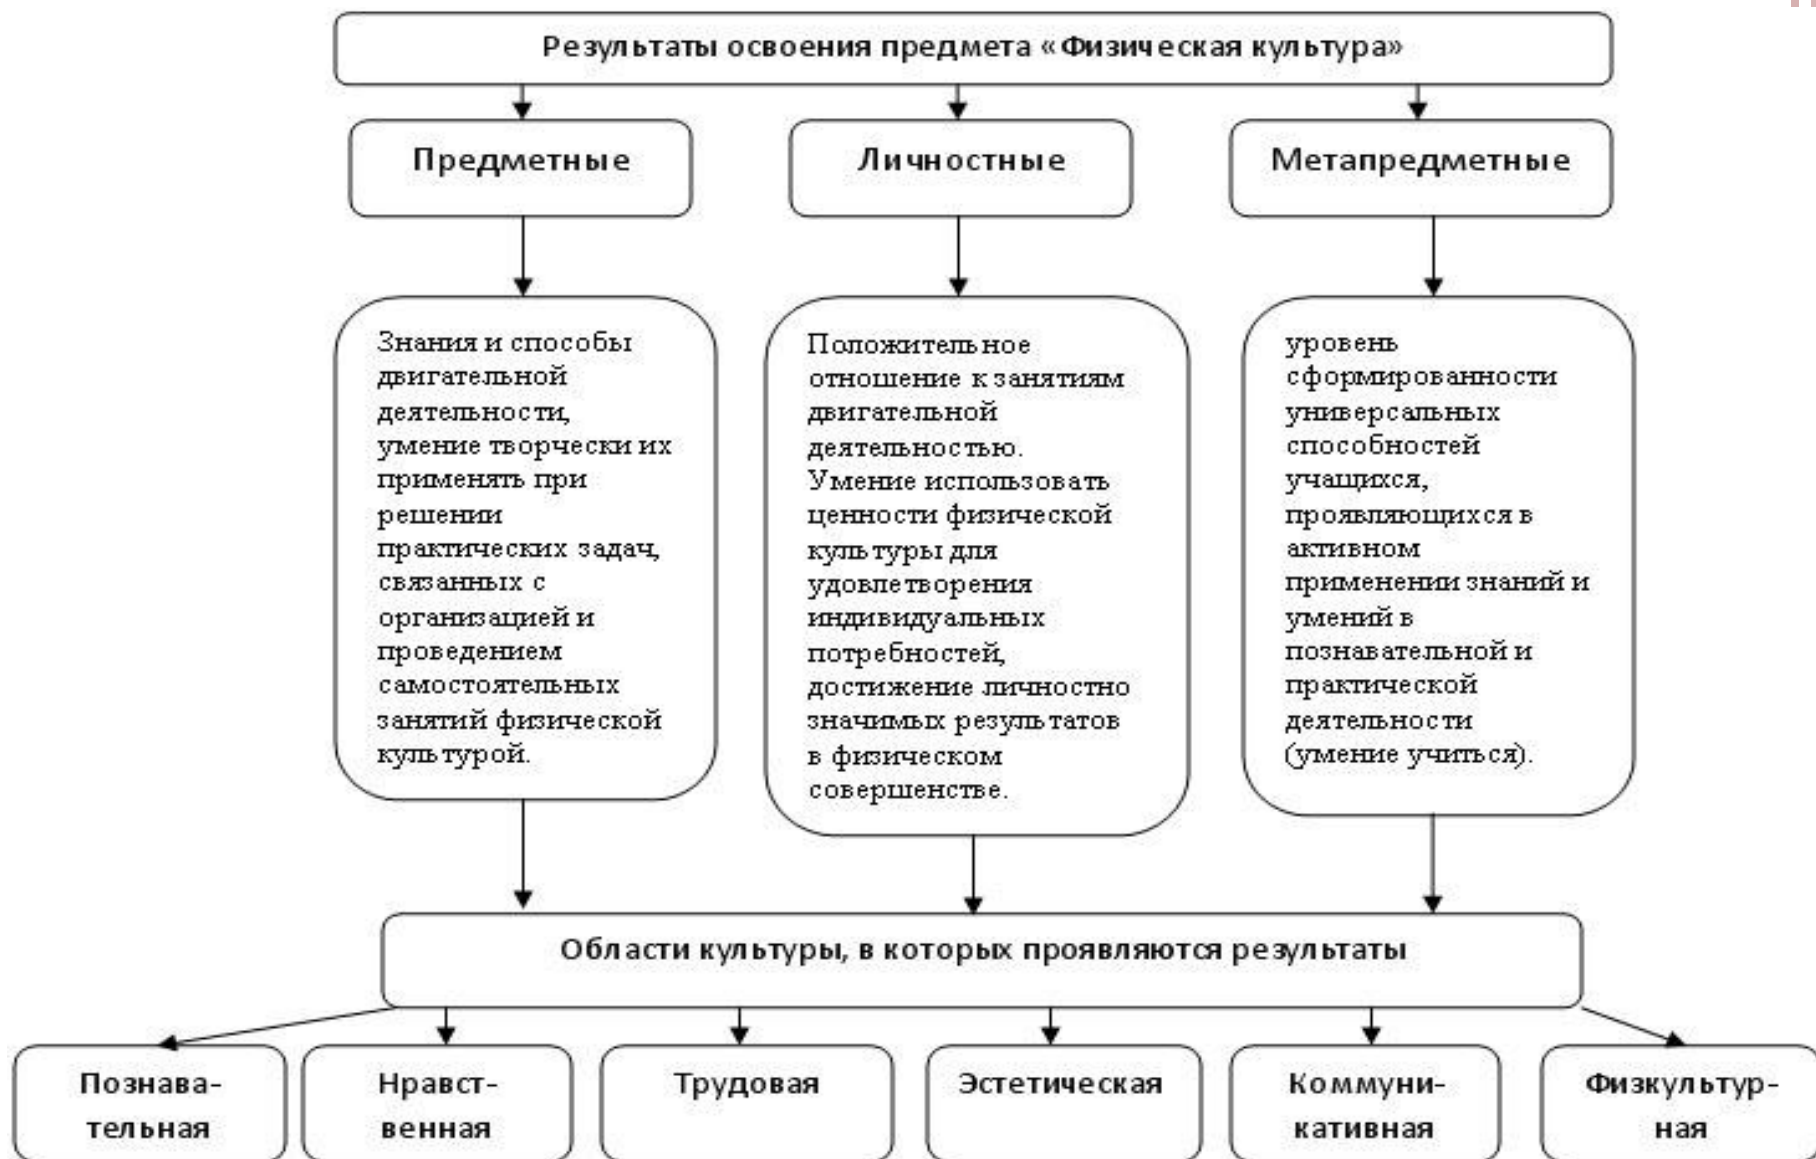 Результаты освоения предмета «Физическая культура»
Предметные
Личностные
Метапредметные
Знания и способы
двигательной
деятельности,
умение творчески их
применять при
решении
практических задач,
связанных с
организацией и
проведением
самостоятельных
занятий физической
культурой.
Положительное
отношение к занятиям
двигательной
деятельностью.
Умение использовать
ценности физической
культуры для
удовлетворения
индивидуальных
потребностей,
достижение личностно
значимых результатов
в физическом
совершенстве.
уровень
сформированности
универсальных
способностей
учащихся,
проявляющихся в
активном
применении знаний и
умений в
познавательной и
практической
деятельности
(умение учиться).
Области культуры, в которых проявляются результаты
Познава-
тельная
Нравст-
венная
Трудовая
Эстетическая
Коммуни-
кативная
Физкультур-
ная